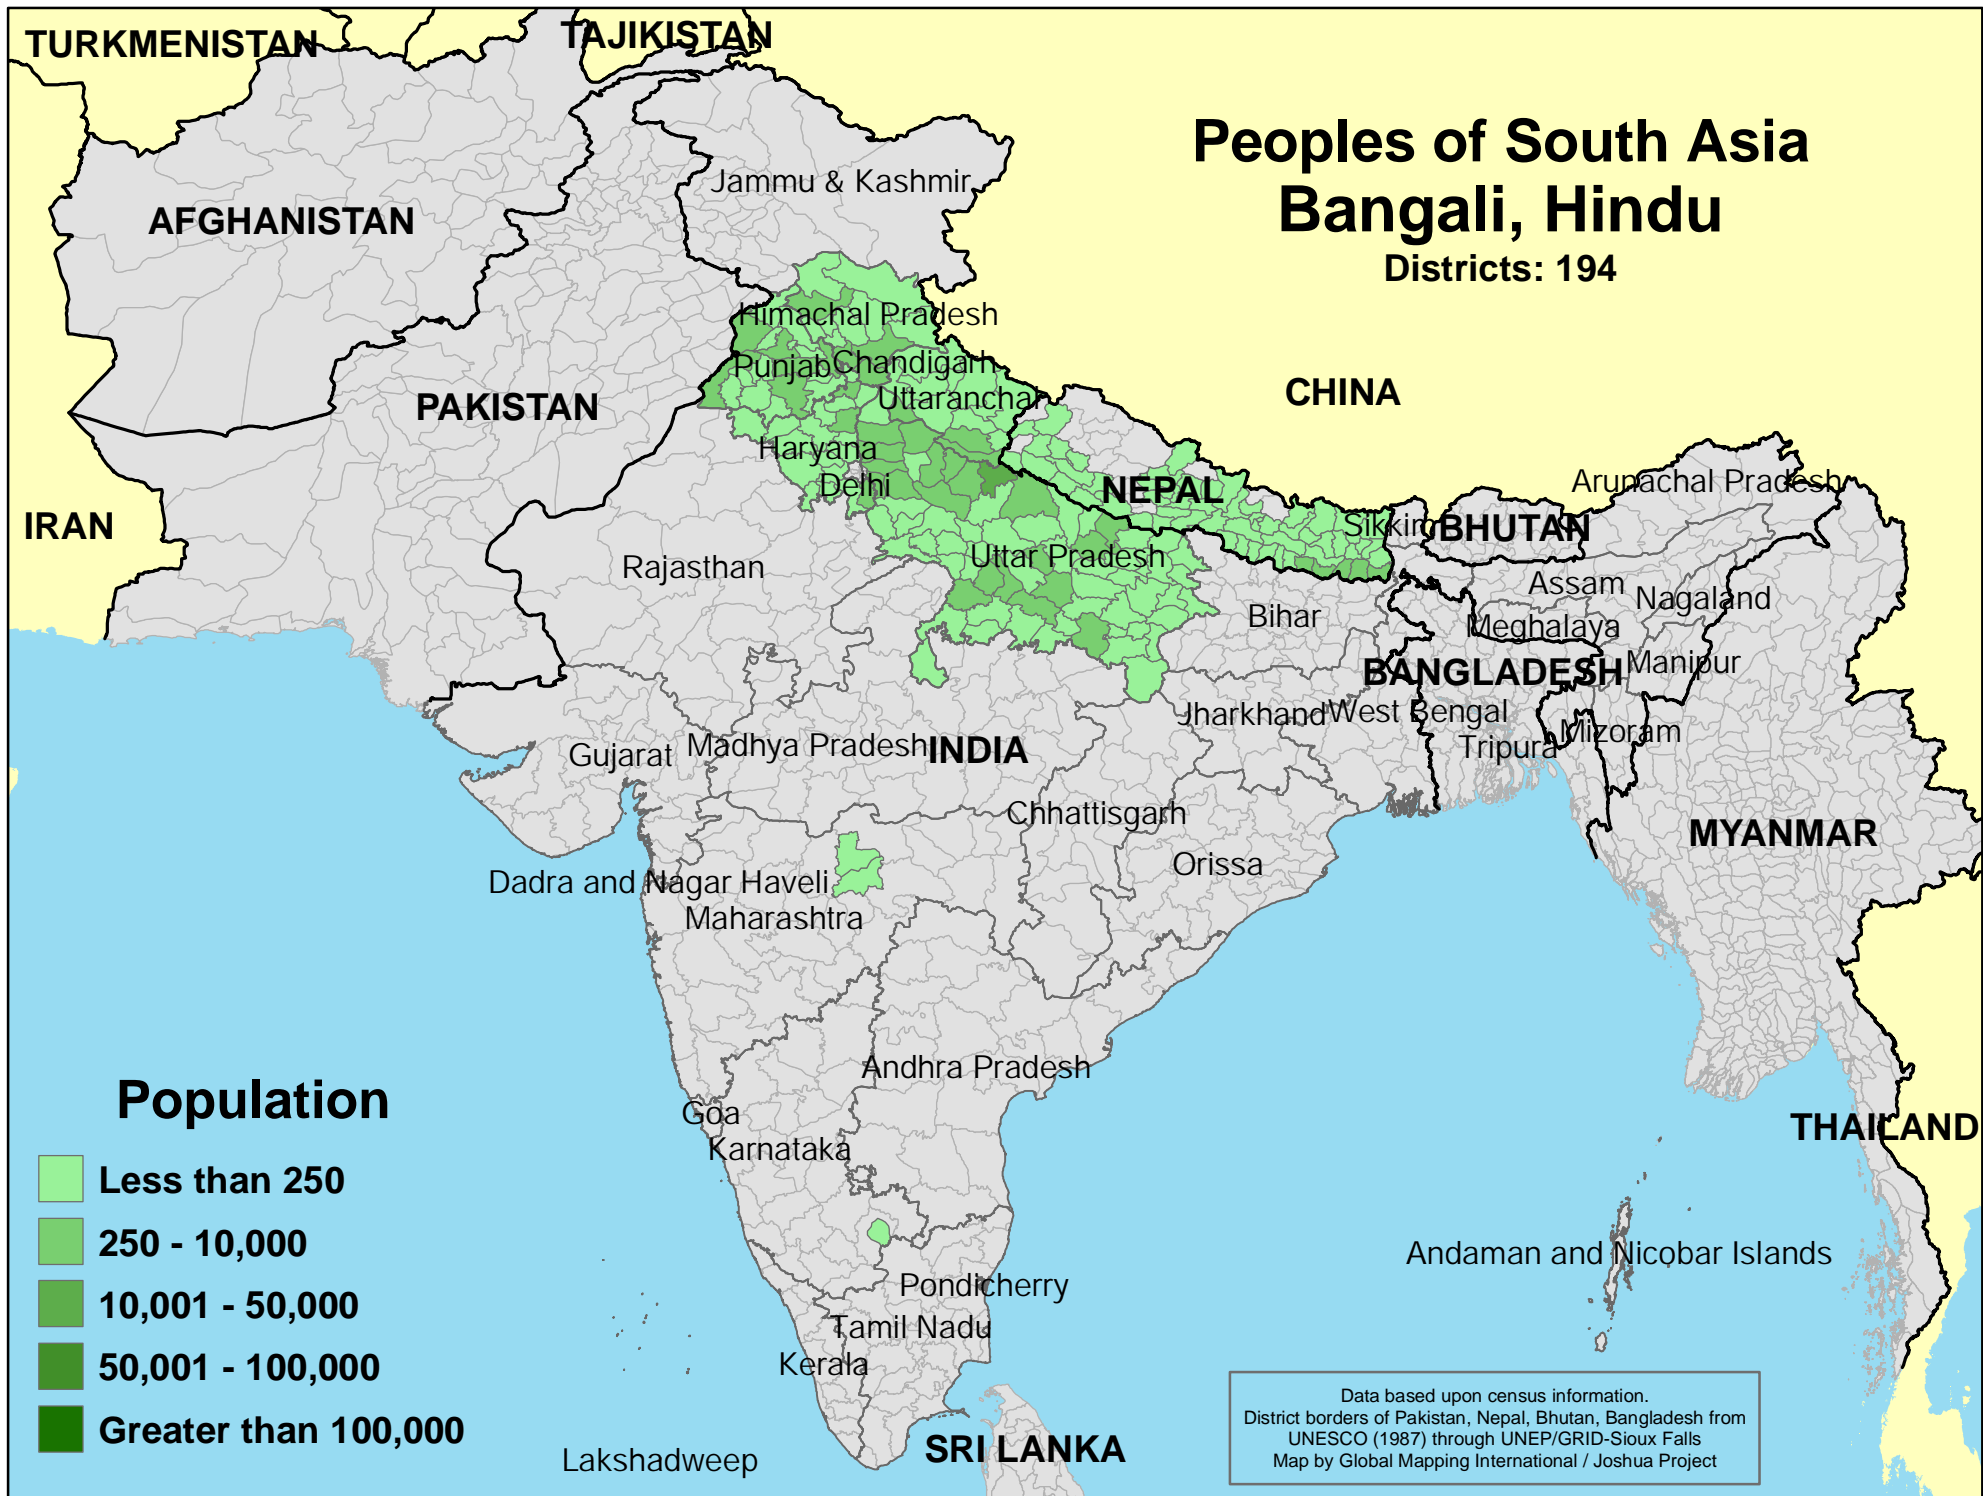 TURKMENISTAN
TAJIKISTAN
Peoples of South Asia
Bangali, Hindu
Districts: 194
Jammu & Kashmir
AFGHANISTAN
Himachal Pradesh
Punjab
Chandigarh
Uttaranchal
CHINA
PAKISTAN
Haryana
Delhi
NEPAL
Arunachal Pradesh
IRAN
Sikkim
BHUTAN
Rajasthan
Uttar Pradesh
Assam
Nagaland
Bihar
Meghalaya
BANGLADESH
Manipur
Jharkhand
West Bengal
Gujarat
Madhya Pradesh
INDIA
Tripura
Mizoram
Chhattisgarh
MYANMAR
Orissa
Dadra and Nagar Haveli
Maharashtra
Andhra Pradesh
Population
Goa
Karnataka
THAILAND
Less than 250
250 - 10,000
10,001 - 50,000
50,001 - 100,000
Greater than 100,000
Andaman and Nicobar Islands
Pondicherry
Tamil Nadu
Kerala
Lakshadweep
SRI LANKA
Data based upon census information.
District borders of Pakistan, Nepal, Bhutan, Bangladesh from
UNESCO (1987) through UNEP/GRID-Sioux Falls
Map by Global Mapping International / Joshua Project